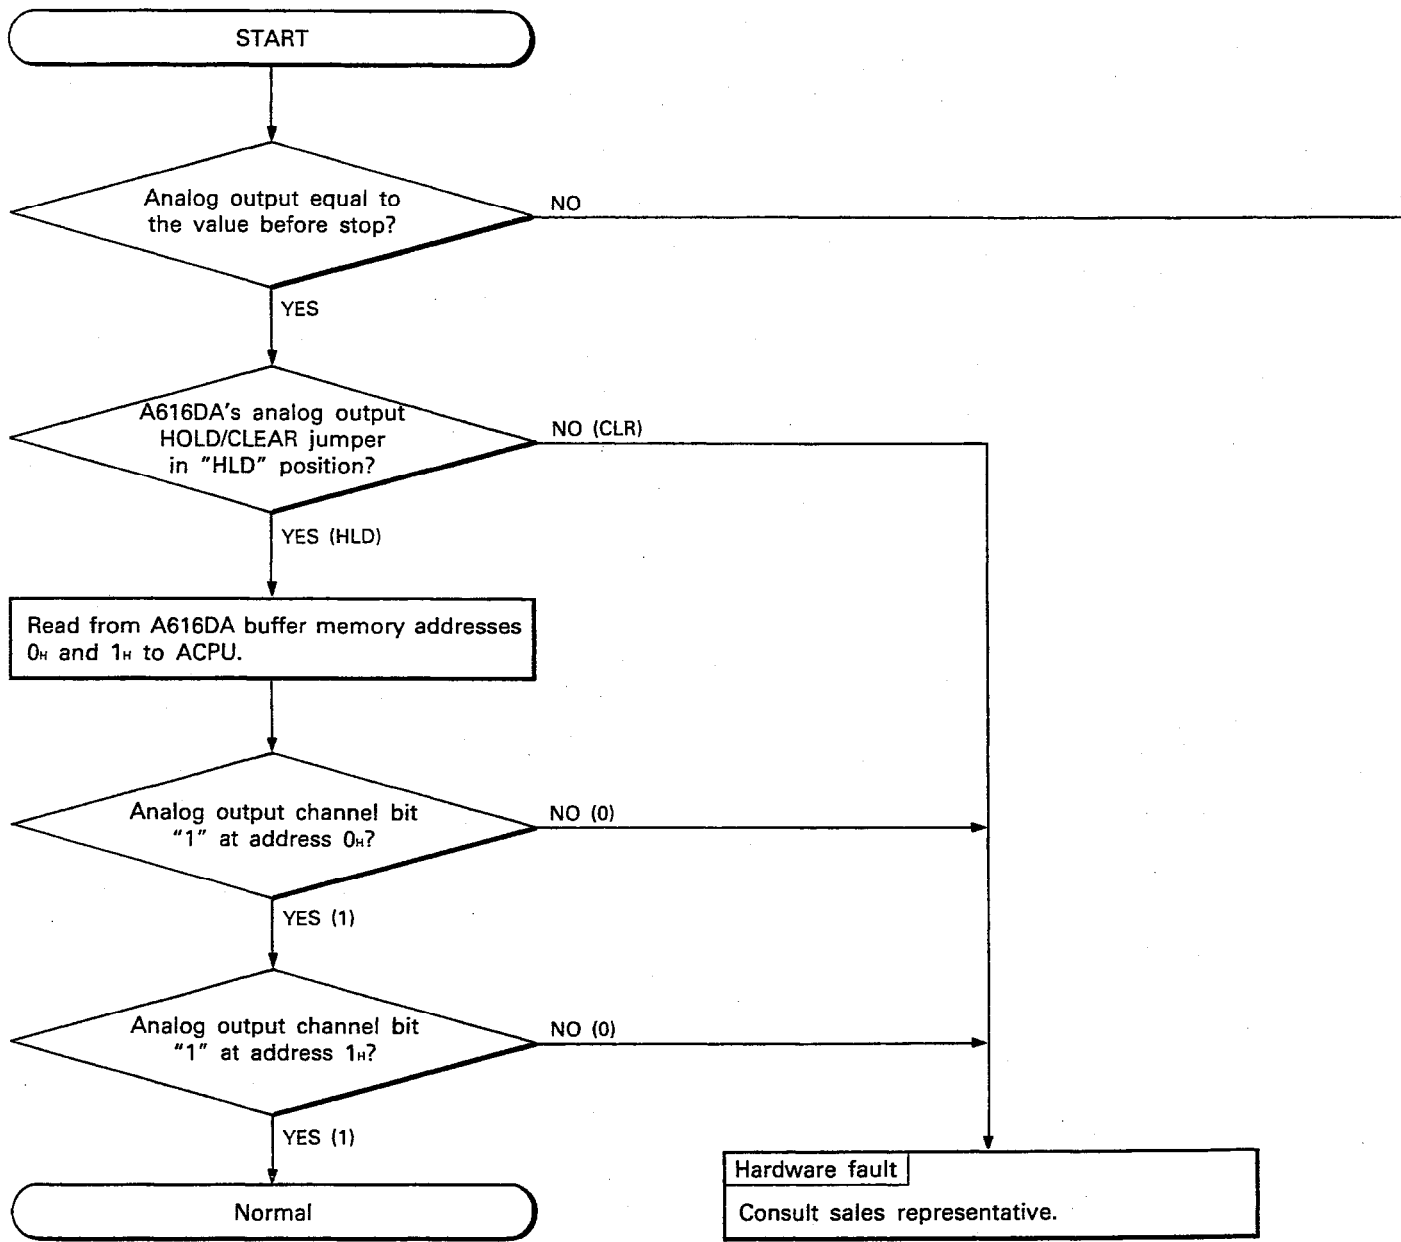 START
Analog output equal to
the value before stop?
NO
YES
A616DA's analog output
HOLD/CLEAR jumper
in "HLD" position?
NO (CLR)
YES (HLD)
Read from A616DA buffer memory addresses
0H and 1H to ACPU.
Analog output channel bit
"1" at address 0H?
NO (0)
YES (1)
Analog output channel bit
"1" at address 1H?
NO (0)
YES (1)
Normal
Hardware fault
Consult sales representative.